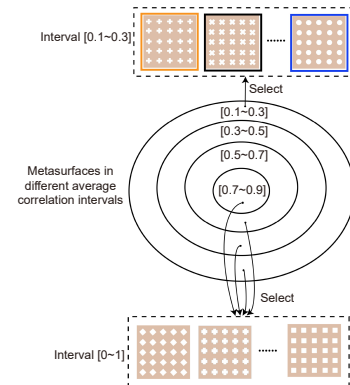 Interval [0.1~0.3]
......
Select
[0.1~0.3]
[0.3~0.5]
[0.5~0.7]
Metasurfaces in
different average
correlation intervals
[0.7~0.9]
Select
Interval [0~1]
......